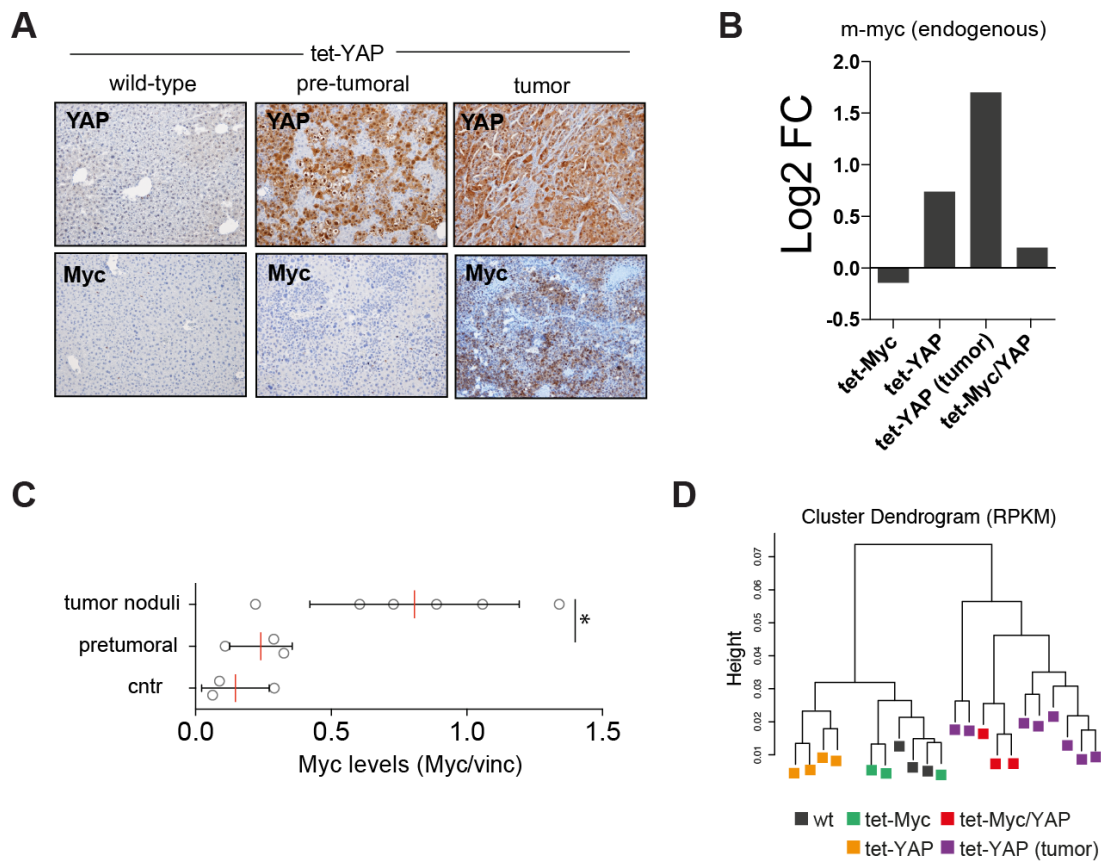 A
tet-YAP
wild-type pre-tumoral tumor
YAP YAP YAP
Myc Myc Myc
B
m-myc (endogenous)
Log2 FC
2.0
1.5
1.0
0.5
0.0
-0.5
tet-Myc
tet-YAP
tet-YAP (tumor)
tet-Myc/YAP
C
tumor noduli
pretumoral
cntr
*
0.0 0.5 1.0 1.5
Myc levels (Myc/vinc)
D
Cluster Dendrogram (RPKM)
Height
0.07
0.06
0.05
0.04
0.03
0.02
0.01
wt tet-Myc tet-Myc/YAP
tet-YAP tet-YAP (tumor)